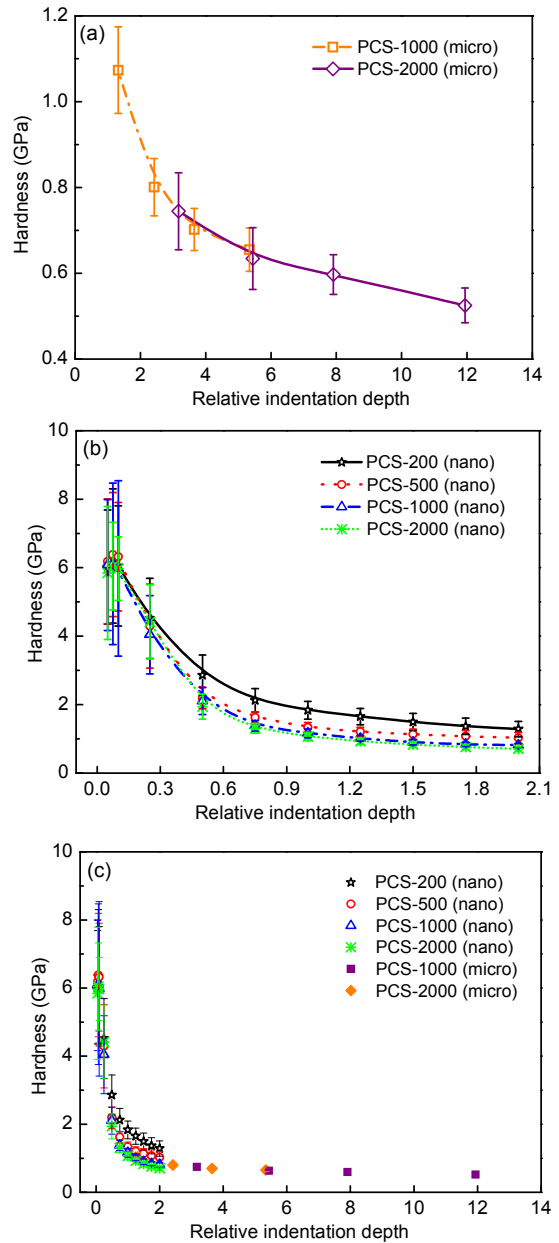 (a)
PCS-1000 (micro)
PCS-2000 (micro)
1.2
1.0
0.8
0.6
0.4
Hardness (GPa)
0 2 4 6 8 10 12 14
Relative indentation depth
(b)
PCS-200 (nano)
PCS-500 (nano)
PCS-1000 (nano)
PCS-2000 (nano)
10
8
6
4
2
0
Hardness (GPa)
0.0 0.3 0.6 0.9 1.2 1.5 1.8 2.1
Relative indentation depth
(c)
PCS-200 (nano)
PCS-500 (nano)
PCS-1000 (nano)
PCS-2000 (nano)
PCS-1000 (micro)
PCS-2000 (micro)
10
8
6
4
2
0
Hardness (GPa)
0 2 4 6 8 10 12 14
Relative indentation depth